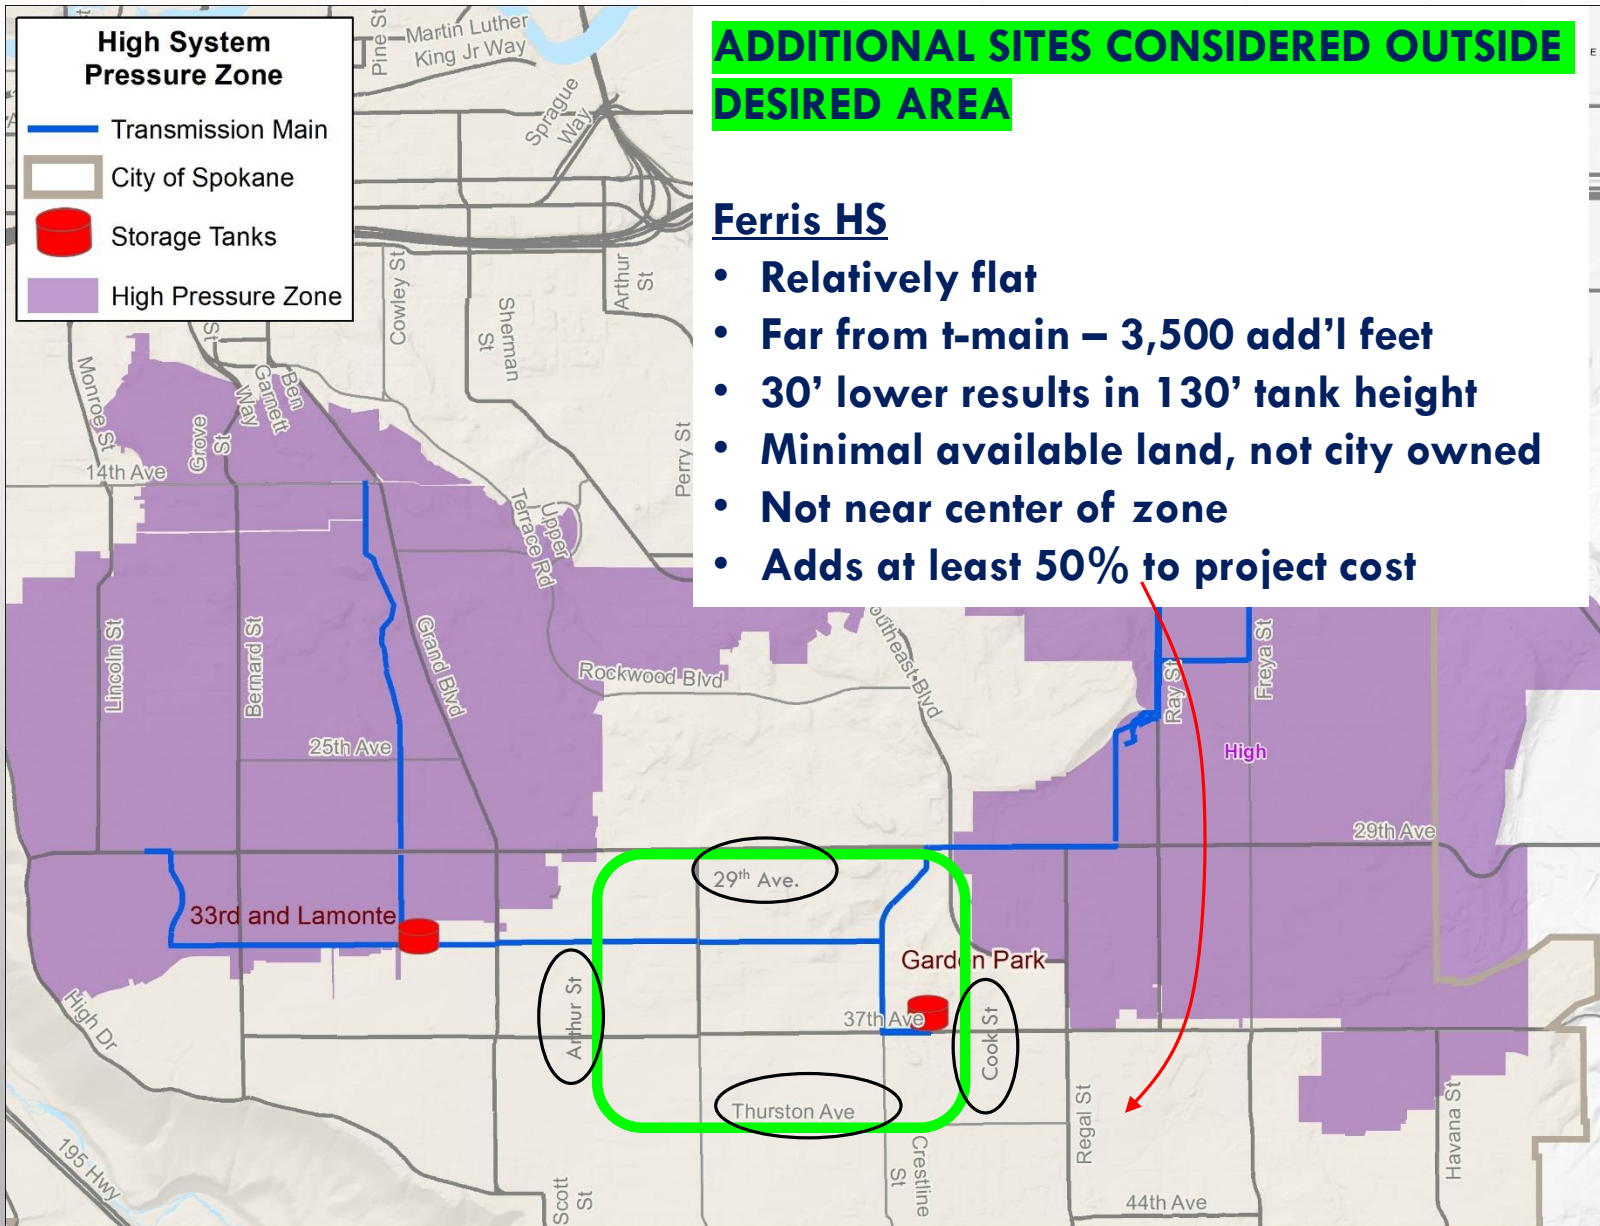 High System
Pressure Zone
Transmission Main
City of Spokane
Storage Tanks
High Pressure Zone
ADDITIONAL SITES CONSIDERED OUTSIDE
DESIRED AREA
Ferris HS
• Relatively flat
• Far from t-main – 3,500 add'l feet
• 30' lower results in 130' tank height
• Minimal available land, not city owned
• Not near center of zone
• Adds at least 50% to project cost
Pine St
Martin Luther
King Jr Way
Sprague
Way
Cowley St
Sherman
St
Arthur
St
Perry St
Monroe St
Grove
St
Ben
Garnett
Way
St
14th Ave
Upper
Terrace Rd
Lincoln St
Bernard St
Grand Blvd
Rockwood Blvd
outheast Blvd
Ray St
Freya St
High
25th Ave
29th Ave
29th Ave.
33rd and Lamonte
Garden Park
37th Ave
Arthur St
Cook St
High Dr
Thurston Ave
Regal St
Havana St
195 Hwy
Scott
St
Crestline
St
44th Ave
E